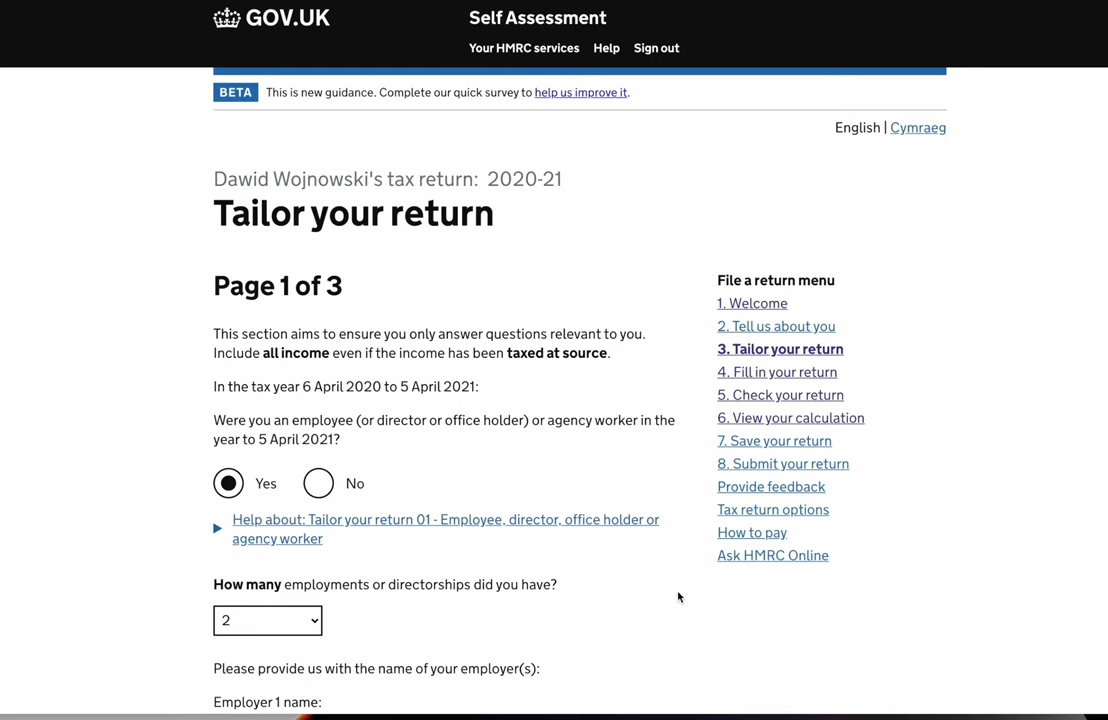 GOV.UK
Self Assessment
Your HMRC services Help Sign out
BETA This is new guidance. Complete our quick survey to help us improve it.
English | Cymraeg
Dawid Wojnowski's tax return: 2020-21
Tailor your return
Page 1 of 3
This section aims to ensure you only answer questions relevant to you.
Include all income even if the income has been taxed at source.
In the tax year 6 April 2020 to 5 April 2021:
Were you an employee (or director or office holder) or agency worker in the
year to 5 April 2021?
Yes No
Help about: Tailor your return 01 - Employee, director, office holder or
agency worker
How many employments or directorships did you have?
2
Please provide us with the name of your employer(s):
Employer 1 name:
File a return menu
1. Welcome
2. Tell us about you
3. Tailor your return
4. Fill in your return
5. Check your return
6. View your calculation
7. Save your return
8. Submit your return
Provide feedback
Tax return options
How to pay
Ask HMRC Online